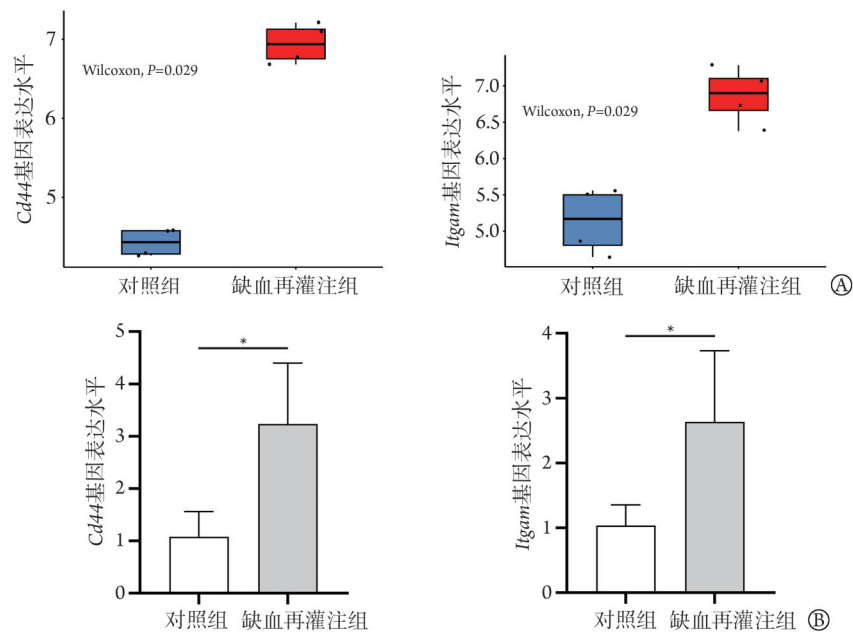 Cd44基因表达水平
7
6
5
Wilcoxon, P=0.029
对照组
缺血再灌注组
Itgam基因表达水平
7.0
6.5
6.0
5.5
5.0
Wilcoxon, P=0.029
对照组
缺血再灌注组
Ⓐ
Cd44基因表达水平
5
4
3
2
1
0
*
对照组
缺血再灌注组
Itgam基因表达水平
4
3
2
1
0
*
对照组
缺血再灌注组
Ⓑ